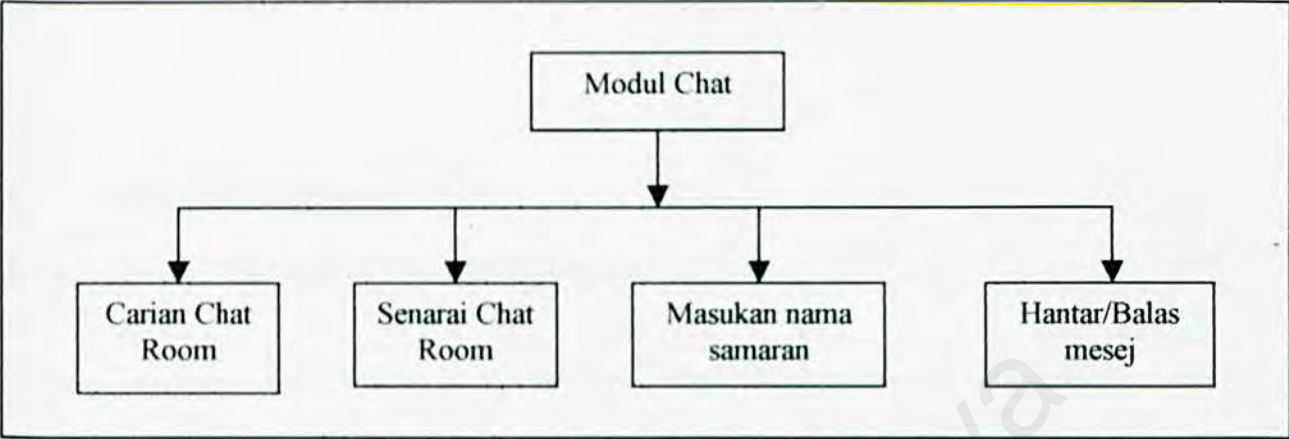 Modul Chat
Carian Chat
Room
Senarai Chat
Room
Masukan nama
samaran
Hantar/Balas
mesej